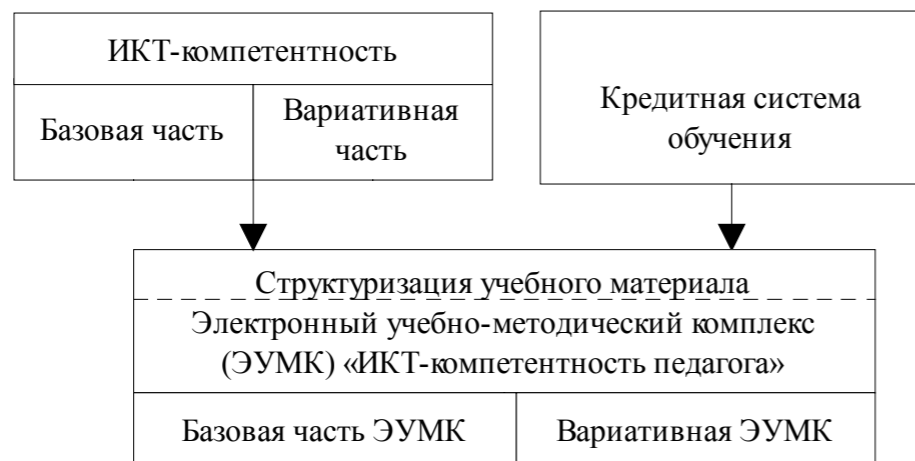 ИКТ-компетентность
Базовая часть
Вариативная
часть
Кредитная система
обучения
Структуризация учебного материала
Электронный учебно-методический комплекс
(ЭУМК) «ИКТ-компетентность педагога»
Базовая часть ЭУМК
Вариативная ЭУМК